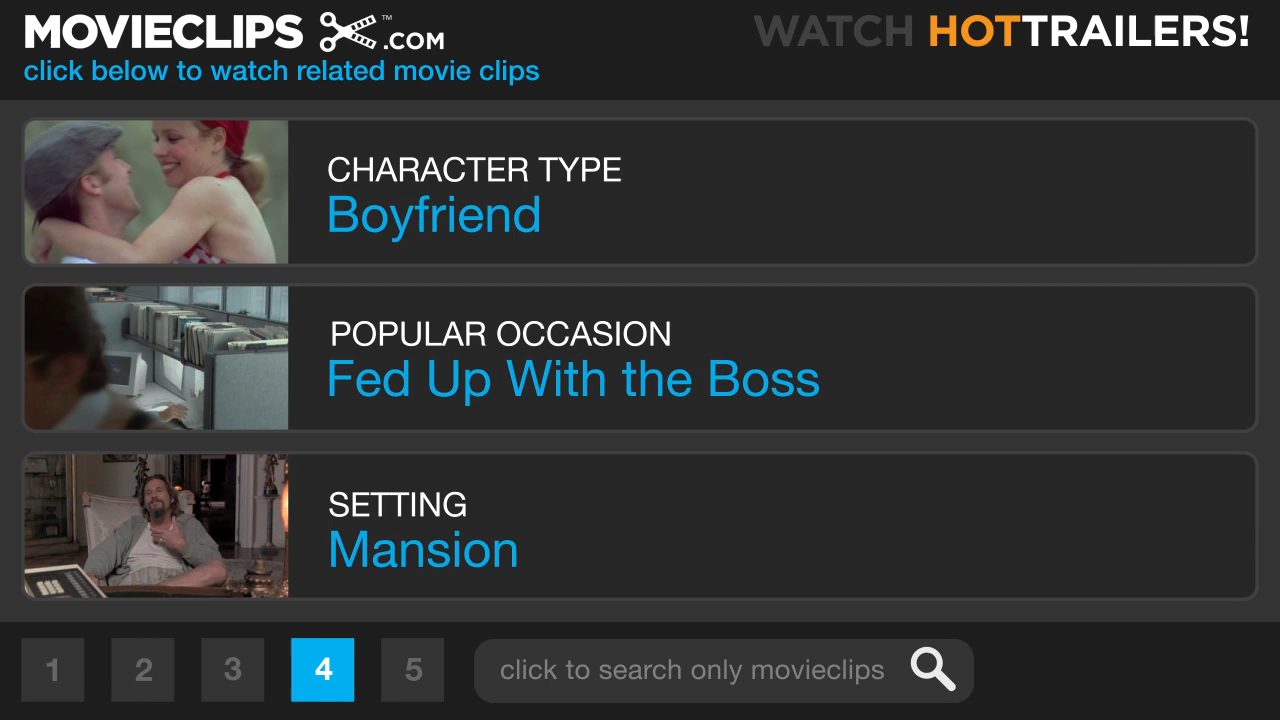 MOVIECLIPS ™ .COM
WATCH HOTTRAILERS!
click below to watch related movie clips
CHARACTER TYPE
Boyfriend
POPULAR OCCASION
Fed Up With the Boss
SETTING
Mansion
1 2 3 4 5 click to search only movieclips